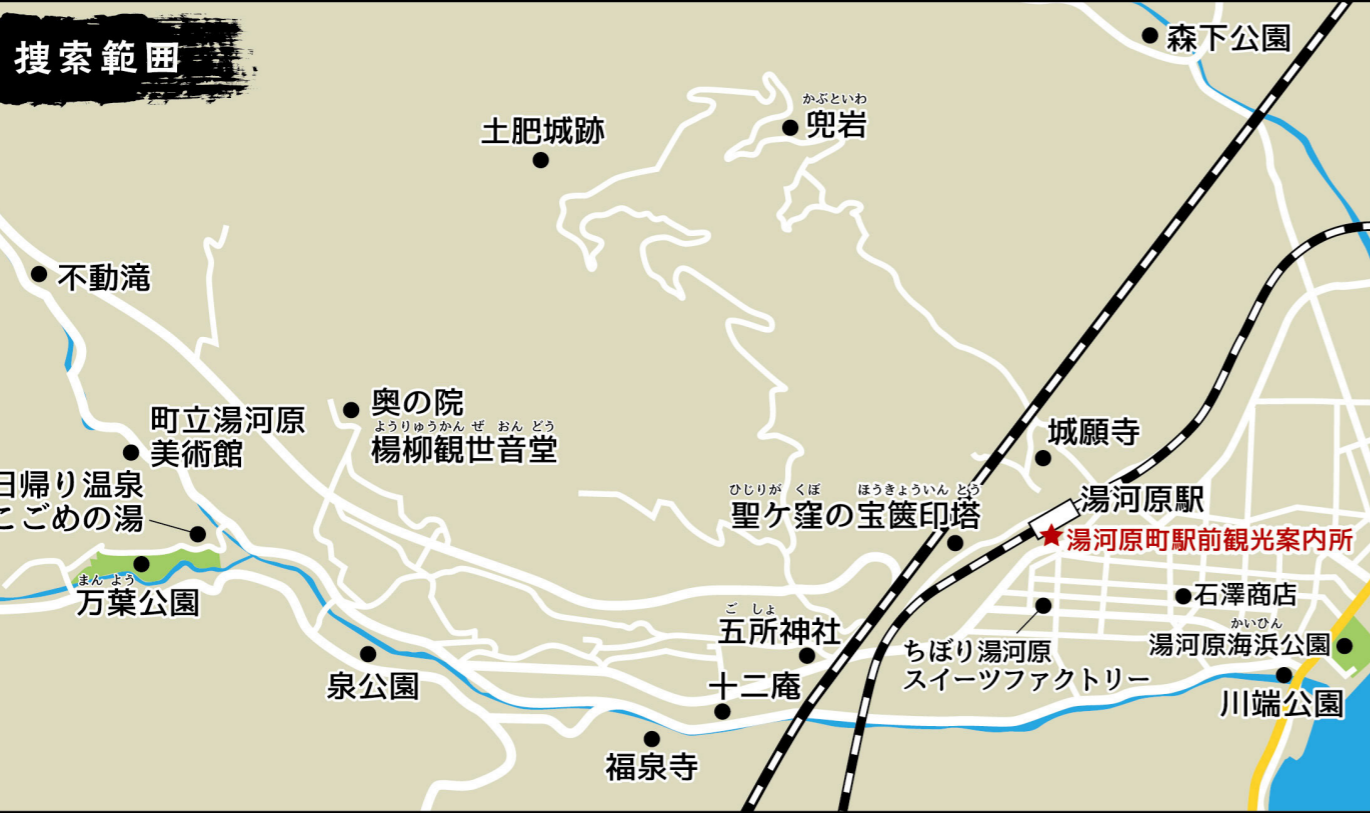 捜索範囲
森下公園
かぶといわ
兜岩
土肥城跡
不動滝
奥の院
ようりゅうかん ぜ おん どう
楊柳観世音堂
町立湯河原
美術館
城願寺
日帰り温泉
こごめの湯
ひじりが くぼ ほうきょういん とう
聖ケ窪の宝篋印塔
湯河原駅
湯河原町駅前観光案内所
まん よう
万葉公園
石澤商店
ご しょ
五所神社
かいひん
湯河原海浜公園
ちぼり湯河原
スイーツファクトリー
泉公園
十二庵
川端公園
福泉寺